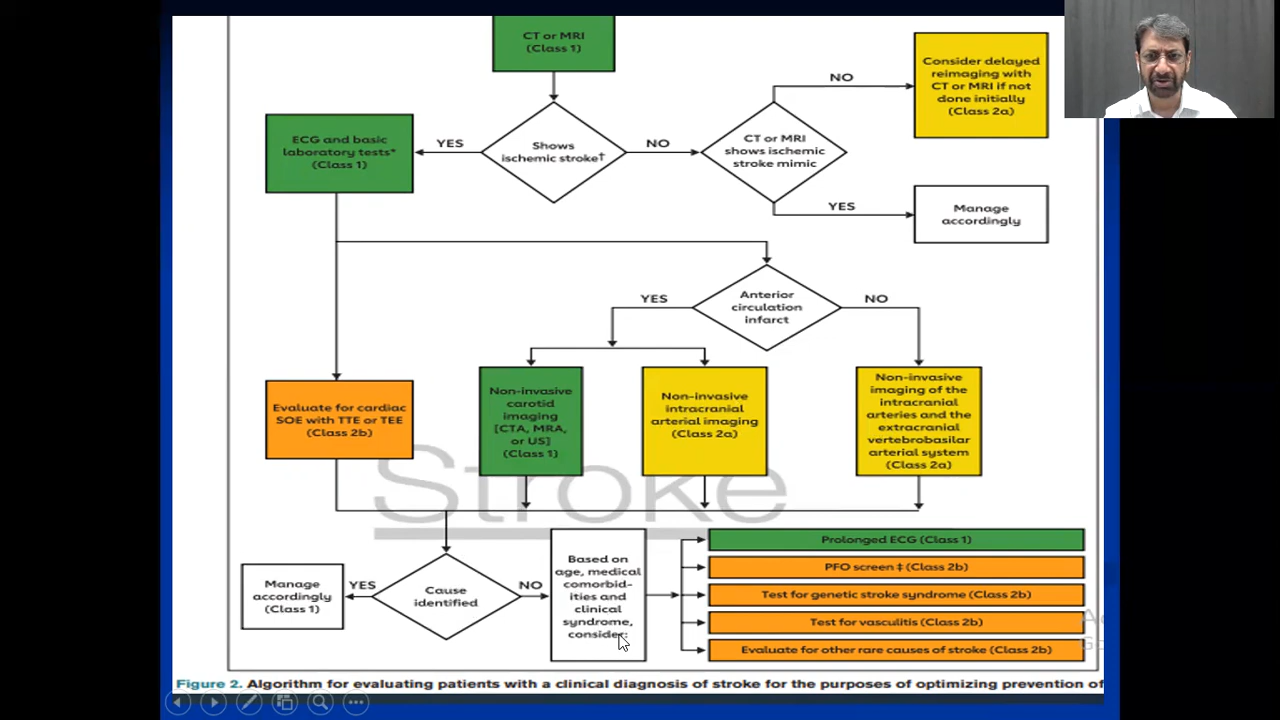 CT or MRI
(Class 1)
Consider delayed
reimaging with
CT or MRI if not
done initially
(Class 2a)
NO
ECG and basic
laboratory tests*
(Class 1)
YES
Shows
ischemic stroke†
NO
CT or MRI
shows ischemic
stroke mimic
YES
Manage
accordingly
YES
Anterior
circulation
infarct
NO
Evaluate for cardiac
SOE with TTE or TEE
(Class 2b)
Non-invasive
carotid
imaging
[CTA, MRA,
or US]
(Class 1)
Non-invasive
intracranial
arterial imaging
(Class 2a)
Non-invasive
imaging of the
intracranial
arteries and the
extracranial
vertebrobasilar
arterial system
(Class 2a)
Stroke
Manage
accordingly
(Class 1)
YES
Cause
identified
NO
Based on
age, medical
comorbid-
ities and
clinical
syndrome,
consider:
Prolonged ECG (Class 1)
PFO screen ‡ (Class 2b)
Test for genetic stroke syndrome (Class 2b)
Test for vasculitis (Class 2b)
Evaluate for other rare causes of stroke (Class 2b)
Figure 2. Algorithm for evaluating patients with a clinical diagnosis of stroke for the purposes of optimizing prevention of